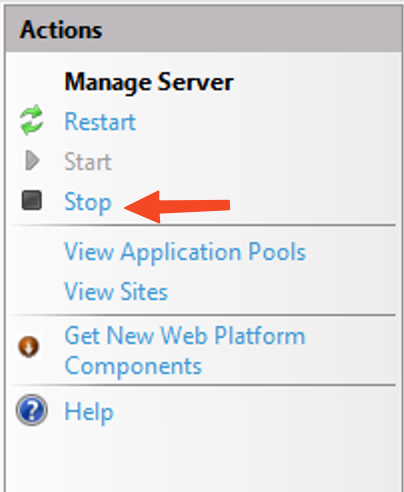 Actions
Manage Server
Restart
Start
Stop
View Application Pools
View Sites
Get New Web Platform
Components
Help